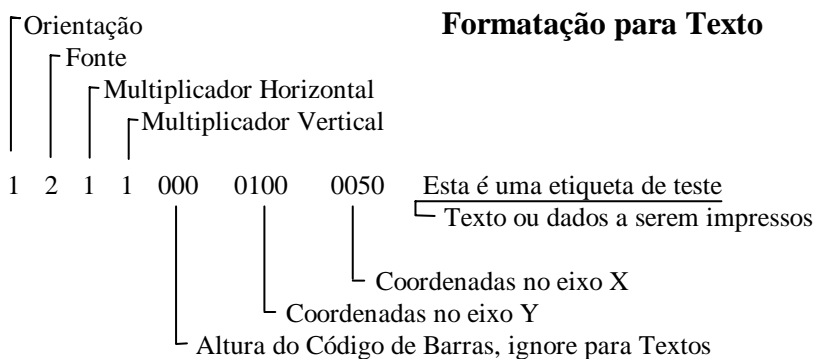 Orientação Formatação para Texto
Fonte
Multiplicador Horizontal
Multiplicador Vertical
1 2 1 1 000 0100 0050 Esta é uma etiqueta de teste
Texto ou dados a serem impressos
Coordenadas no eixo X
Coordenadas no eixo Y
Altura do Código de Barras, ignore para Textos